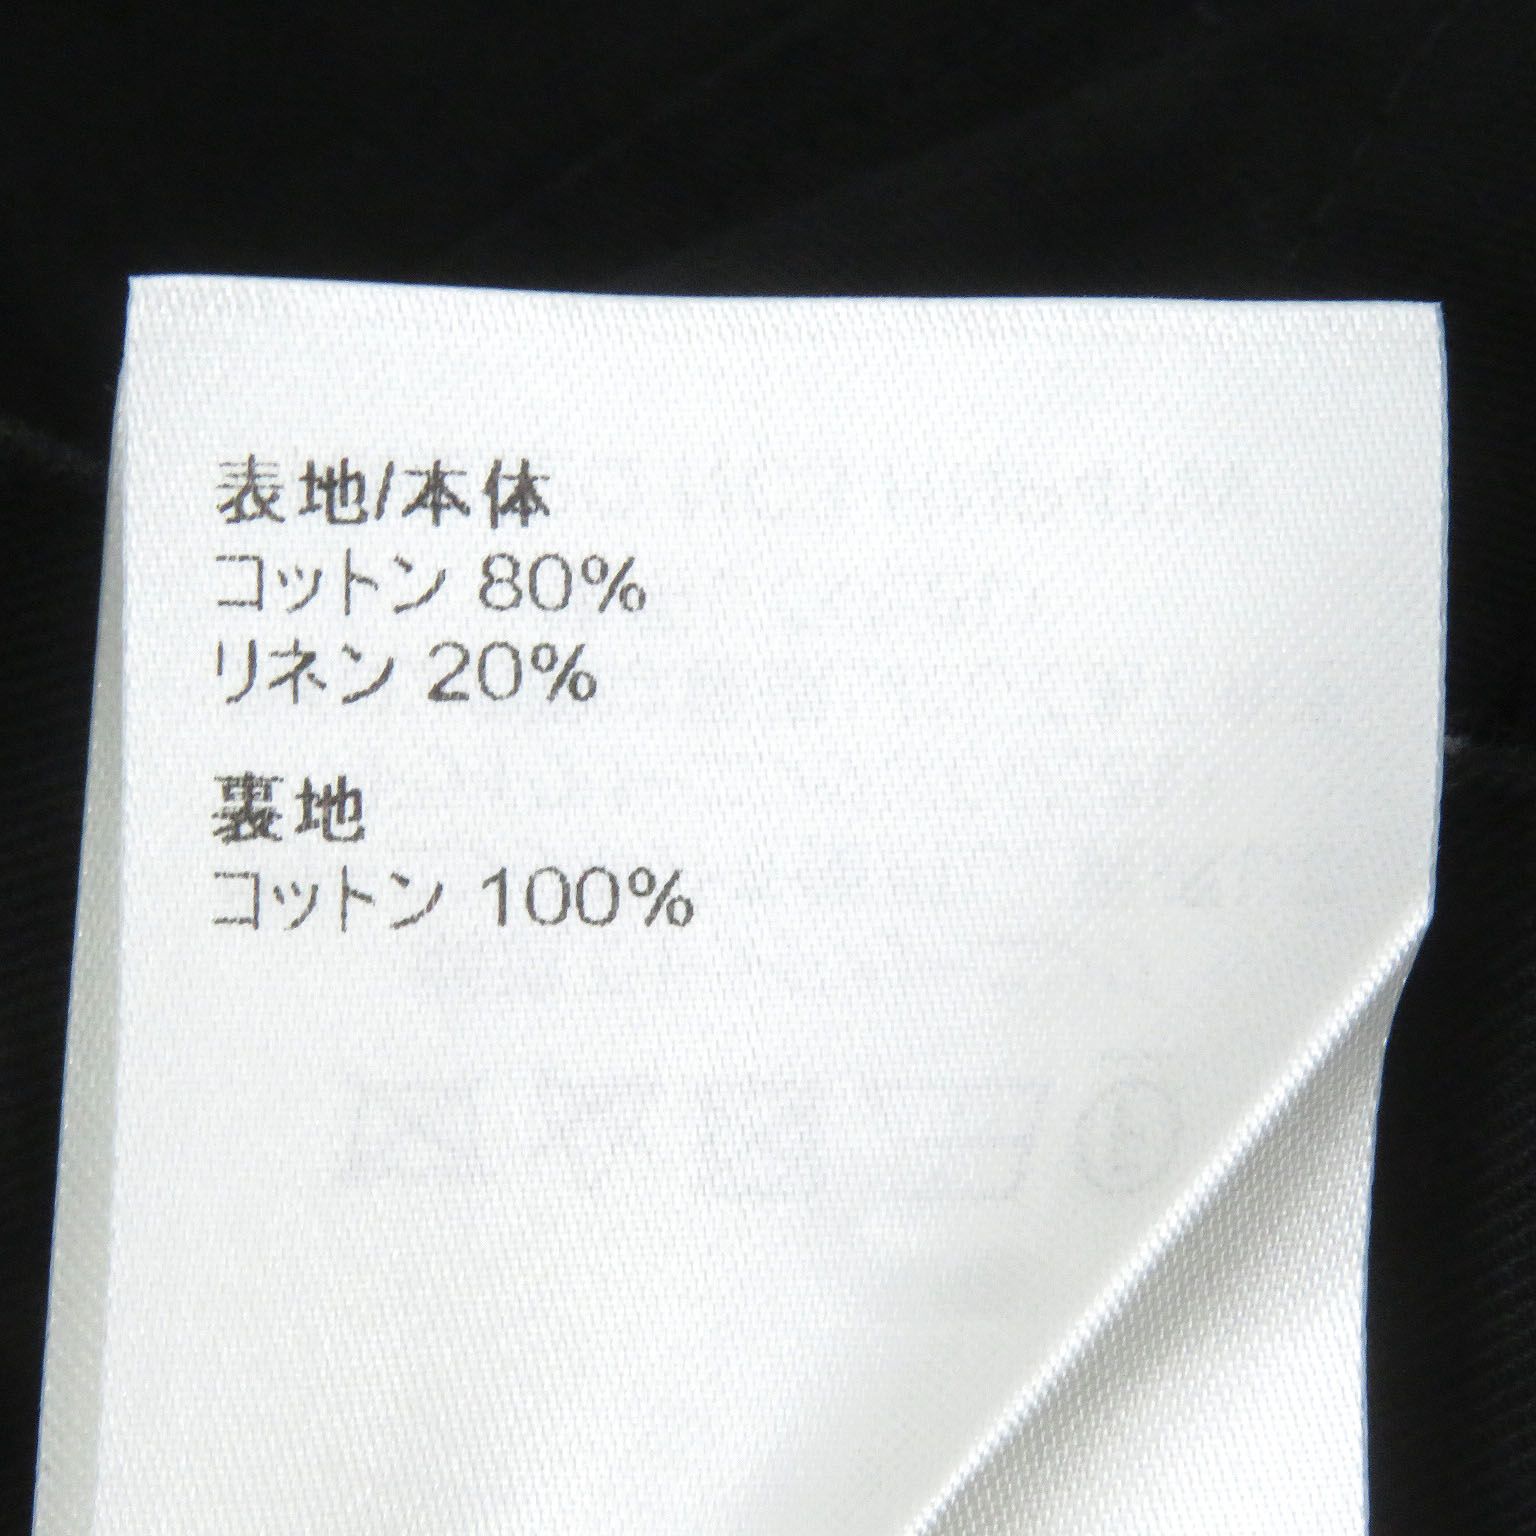 表地/本体
コットン 80%
リネン 20%
裏地
コットン 100%